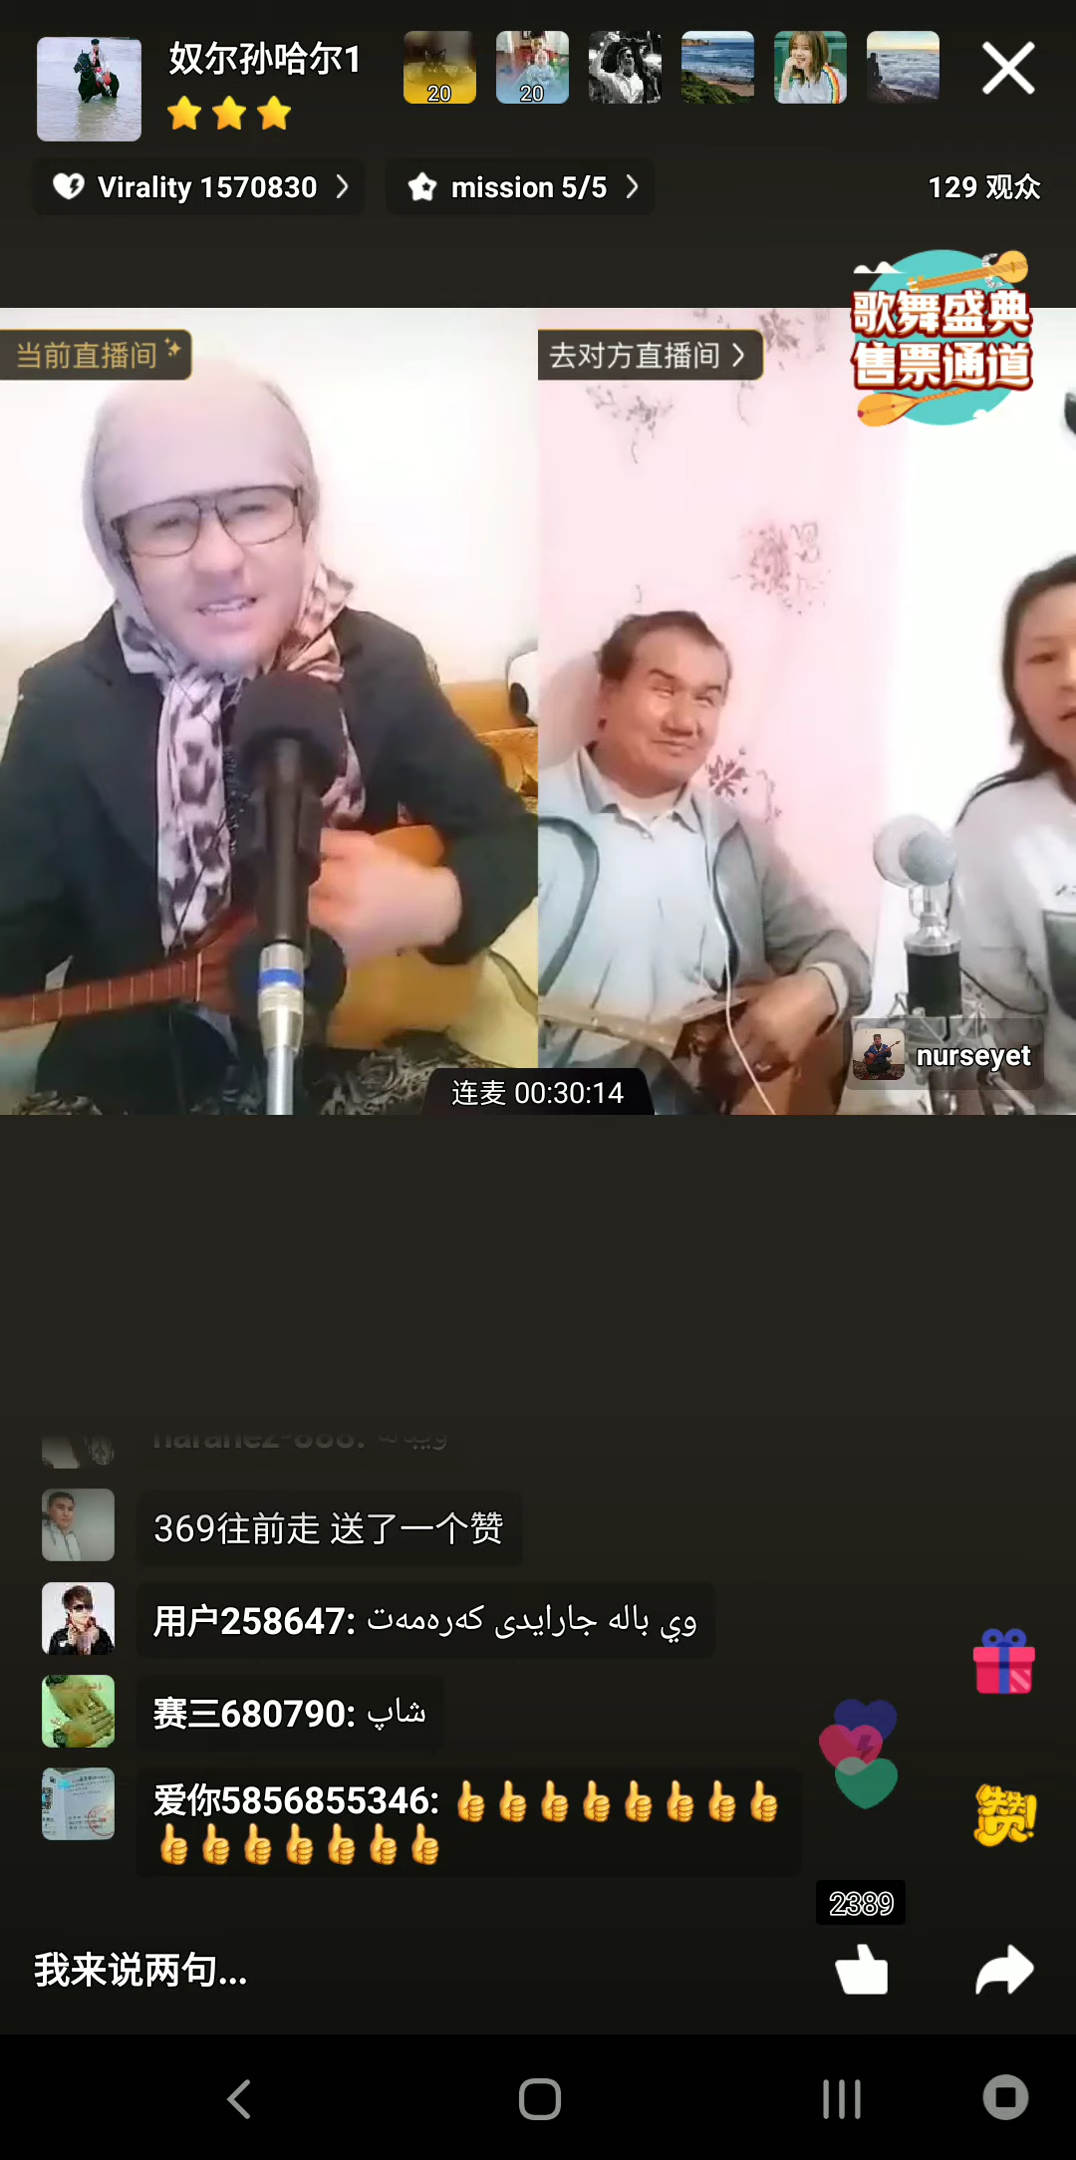 奴尔孙哈尔1
20
20
Virality 1570830
mission 5/5
129 观众
歌舞盛典
售票通道
当前直播间
去对方直播间
nurseyet
连麦 00:30:14
369往前走 送了一个赞
用户258647: وي بالە جارايدى كەرەمەت
赛三680790: شاپ
爱你5856855346: 👍👍👍👍👍👍👍👍
👍👍👍👍👍👍👍
赞!
2389
我来说两句...